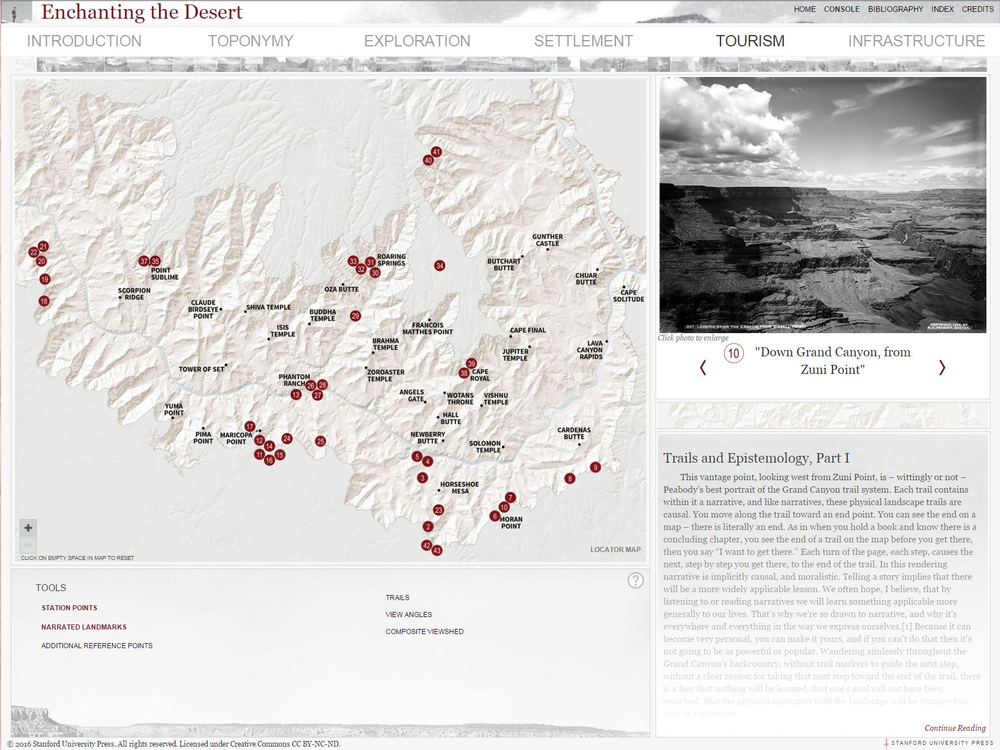 Enchanting the Desert
HOME CONSOLE BIBLIOGRAPHY INDEX CREDITS
INTRODUCTION TOPONYMY EXPLORATION SETTLEMENT TOURISM INFRASTRUCTURE
41
40
GUNTHER
CASTLE
21
22
20
37 35
POINT
SUBLIME
33 31
32 30
ROARING
SPRINGS
34
BUTCHART
BUTTE
CHUAR
BUTTE
19
SCORPION
RIDGE
OZA BUTTE
CAPE
SOLITUDE
18
CLAUDE
BIRDSEYE
POINT
SHIVA TEMPLE
BUDDHA
TEMPLE
29
ISIS
TEMPLE
FRANCOIS
MATTHES POINT
CAPE FINAL
BRAHMA
TEMPLE
JUPITER
TEMPLE
LAVA
CANYON
RAPIDS
TOWER OF SET
ZOROASTER
TEMPLE
39
38
CAPE
ROYAL
PHANTOM
RANCH
26 28
13 27
ANGELS
GATE
WOTANS
THRONE
VISHNU
TEMPLE
YUMA
POINT
HALL
BUTTE
17
PIMA
POINT
MARICOPA
POINT
12
14
24
25
11
15
16
NEWBERRY
BUTTE
SOLOMON
TEMPLE
CARDENAS
BUTTE
5
4
9
3
8
HORSESHOE
MESA
7
23
10
6
MORAN
POINT
2
42
43
LOCATOR MAP
+
-
CLICK ON EMPTY SPACE IN MAP TO RESET
337. LOOKING DOWN THE CANYON, FROM BISSELL POINT
COPYRIGHT, 1899, BY
H. G. PEABODY, BOSTON.
Click photo to enlarge
10 "Down Grand Canyon, from
Zuni Point"
Trails and Epistemology, Part I
This vantage point, looking west from Zuni Point, is – wittingly or not –
Peabody's best portrait of the Grand Canyon trail system. Each trail contains
within it a narrative, and like narratives, these physical landscape trails are
causal. You move along the trail toward an end point. You can see the end on a
map – there is literally an end. As in when you hold a book and know there is a
concluding chapter, you see the end of a trail on the map before you get there,
then you say “I want to get there.” Each turn of the page, each step, causes the
next, step by step you get there, to the end of the trail. In this rendering
narrative is implicitly causal, and moralistic. Telling a story implies that there
will be a more widely applicable lesson. We often hope, I believe, that by
listening to or reading narratives we will learn something applicable more
generally to our lives. That's why we're so drawn to narrative, and why it's
everywhere and everything in the way we express ourselves.[1] Because it can
become very personal, you can make it yours, and if you can't do that then it's
not going to be as powerful or popular. Wandering aimlessly throughout the
Grand Canyon's backcountry, without trail markers to guide the next step,
without a clear reason for taking that next step toward the end of the trail, there
is a fear that nothing will be learned, that one's soul will not have been
searched, that the physical encounter with the landscape will be journey-less,
void of a narrative.
Continue Reading
TOOLS
STATION POINTS
NARRATED LANDMARKS
ADDITIONAL REFERENCE POINTS
TRAILS
VIEW ANGLES
COMPOSITE VIEWSHED
?
© 2016 Stanford University Press. All rights reserved. Licensed under Creative Commons CC BY-NC-ND.
STANFORD UNIVERSITY PRESS